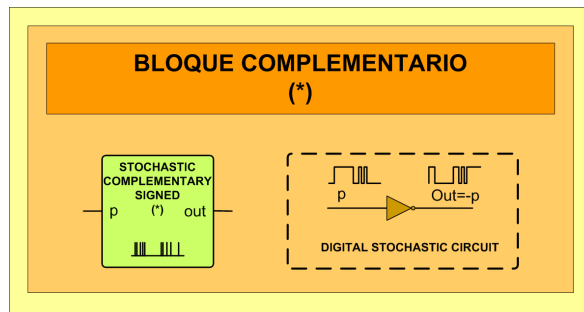 BLOQUE COMPLEMENTARIO
(*)
STOCHASTIC
COMPLEMENTARY
SIGNED
p (*) out
p
Out=-p
DIGITAL STOCHASTIC CIRCUIT